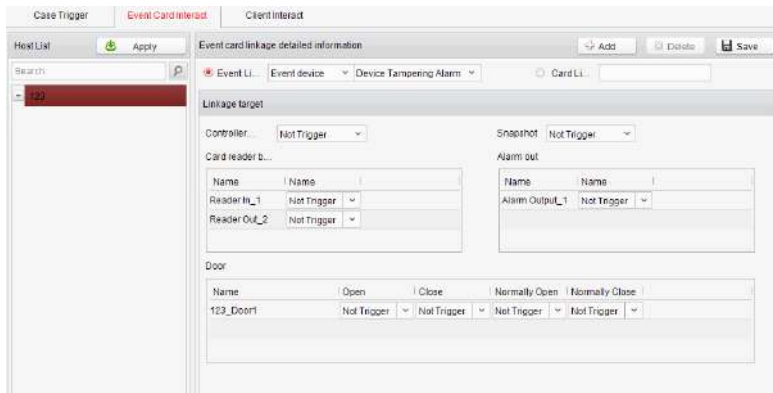 Case Trigger Event Card Interact Client Interact
Host List Apply Event card linkage detailed information Add Delete Save
Search Event Li... Event device Device Tampering Alarm Card Li...
123
Linkage target
Controller... Not Trigger Snapshot Not Trigger
Card reader b... Alarm out
Name Name Name Name
Reader In_1 Not Trigger Alarm Output_1 Not Trigger
Reader Out_2 Not Trigger
Door
Name Open Close Normally Open Normally Close
123_Door1 Not Trigger Not Trigger Not Trigger Not Trigger